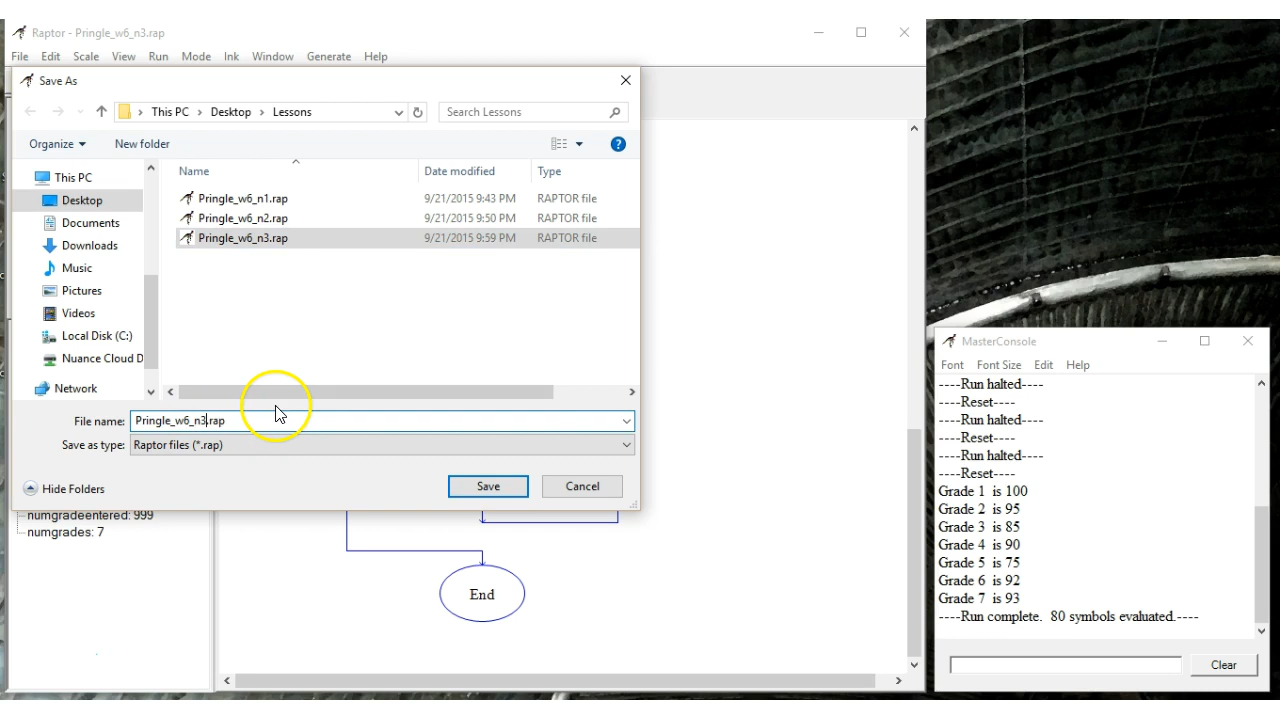 Raptor - Pringle_w6_n3.rap
File Edit Scale View Run Mode Ink Window Generate Help
Save As
This PC > Desktop > Lessons
Search Lessons
Organize New folder
Name Date modified Type
This PC
Desktop
Documents
Downloads
Music
Pictures
Videos
Local Disk (C:)
Nuance Cloud D
Network
Pringle_w6_n1.rap 9/21/2015 9:43 PM RAPTOR file
Pringle_w6_n2.rap 9/21/2015 9:50 PM RAPTOR file
Pringle_w6_n3.rap 9/21/2015 9:59 PM RAPTOR file
File name: Pringle_w6_n3.rap
Save as type: Raptor files (*.rap)
Hide Folders
Save Cancel
numgradeentered: 999
numgrades: 7
End
MasterConsole
Font Font Size Edit Help
----Run halted----
----Reset----
----Run halted----
----Reset----
----Run halted----
----Reset----
Grade 1 is 100
Grade 2 is 95
Grade 3 is 85
Grade 4 is 90
Grade 5 is 75
Grade 6 is 92
Grade 7 is 93
----Run complete. 80 symbols evaluated.----
Clear